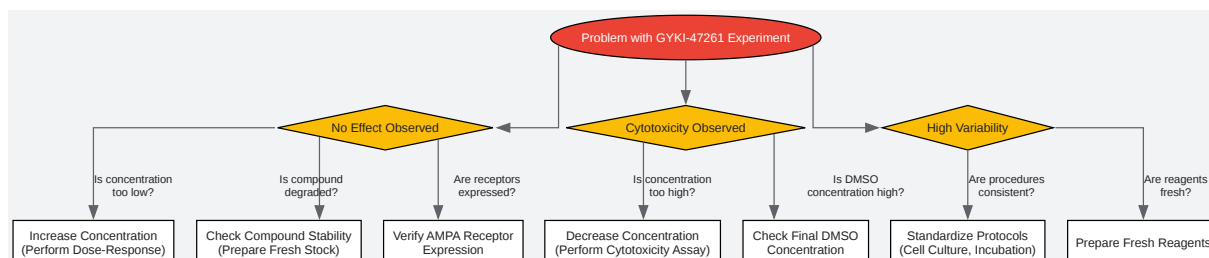 Problem with GYKI-47261 Experiment
No Effect Observed
Cytotoxicity Observed
High Variability
Is concentration
too low?
Is compound
degraded?
Are receptors
expressed?
Is concentration
too high?
Is DMSO
concentration high?
Are procedures
consistent?
Are reagents
fresh?
Increase Concentration
(Perform Dose-Response)
Check Compound Stability
(Prepare Fresh Stock)
Verify AMPA Receptor
Expression
Decrease Concentration
(Perform Cytotoxicity Assay)
Check Final DMSO
Concentration
Standardize Protocols
(Cell Culture, Incubation)
Prepare Fresh Reagents